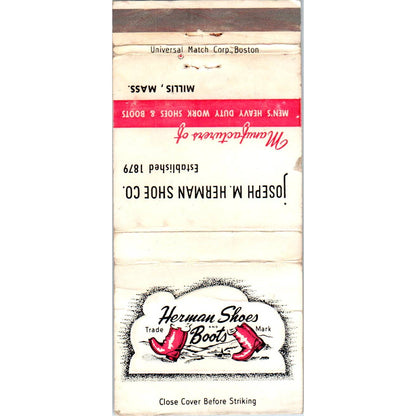 Universal Match Corp., Boston
JOSEPH M. HERMAN SHOE CO.
Established 1879
Manufacturers of
MEN'S HEAVY DUTY WORK SHOES & BOOTS
MILLIS, MASS.
Herman Shoes
AND
Trade Boots Mark
Close Cover Before Striking